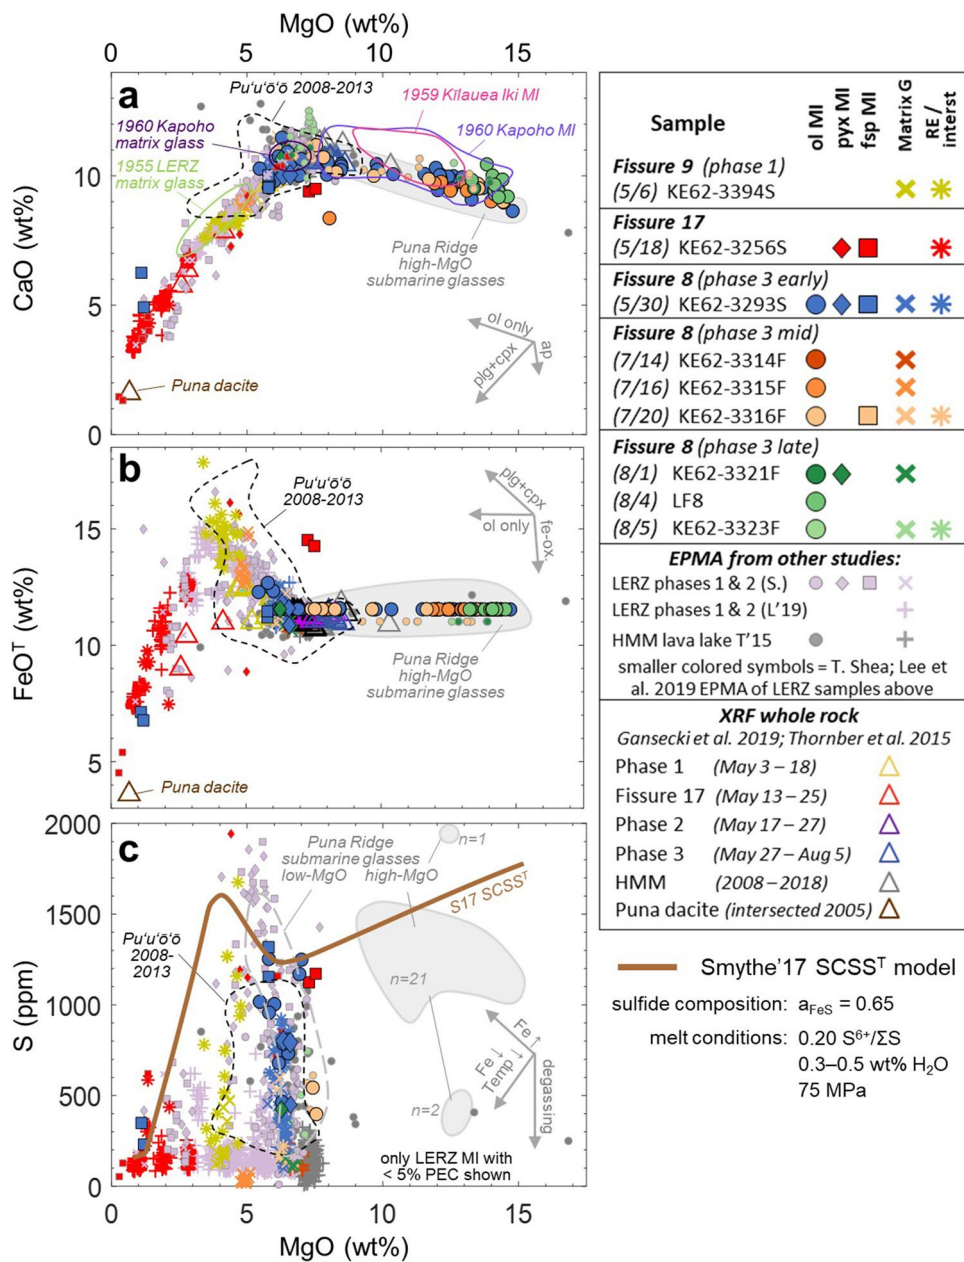 MgO (wt%)
0 5 10 15
a
Pu‘u‘ō‘ō 2008-2013
1959 Kīlauea Iki MI
1960 Kapoho
matrix glass
1960 Kapoho MI
1955 LERZ
matrix glass
10
5
0
CaO (wt%)
Puna Ridge
high-MgO
submarine glasses
ol only
plg+cpx
ap
Puna dacite
b
Pu‘u‘ō‘ō
2008-2013
15
10
5
FeOᵀ (wt%)
plg+cpx
ol only
fe-ox.
Puna Ridge
high-MgO
submarine glasses
Puna dacite
c
2000
1500
1000
500
0
S (ppm)
Puna Ridge
submarine glasses
low-MgO high-MgO
n=1
S17 SCSSᵀ
Pu‘u‘ō‘ō
2008-
2013
n=21
Fe↗
Fe↓
Temp↓
degassing
n=2
only LERZ MI with
< 5% PEC shown
0 5 10 15
MgO (wt%)
Sample
ol MI
pyx MI
fsp MI
Matrix G
RE/
interst
Fissure 9 (phase 1)
(5/6) KE62-3394S
Fissure 17
(5/18) KE62-3256S
Fissure 8 (phase 3 early)
(5/30) KE62-3293S
Fissure 8 (phase 3 mid)
(7/14) KE62-3314F
(7/16) KE62-3315F
(7/20) KE62-3316F
Fissure 8 (phase 3 late)
(8/1) KE62-3321F
(8/4) LF8
(8/5) KE62-3323F
EPMA from other studies:
LERZ phases 1 & 2 (S.)
LERZ phases 1 & 2 (L’19)
HMM lava lake T’15
smaller colored symbols = T. Shea; Lee et
al. 2019 EPMA of LERZ samples above
XRF whole rock
Gansecki et al. 2019; Thornber et al. 2015
Phase 1 (May 3 – 18)
Fissure 17 (May 13 – 25)
Phase 2 (May 17 – 27)
Phase 3 (May 27 – Aug 5)
HMM (2008 – 2018)
Puna dacite (intersected 2005)
Smythe’17 SCSSᵀ model
sulfide composition: a_FeS = 0.65
melt conditions: 0.20 S⁶⁺/ΣS
0.3–0.5 wt% H₂O
75 MPa